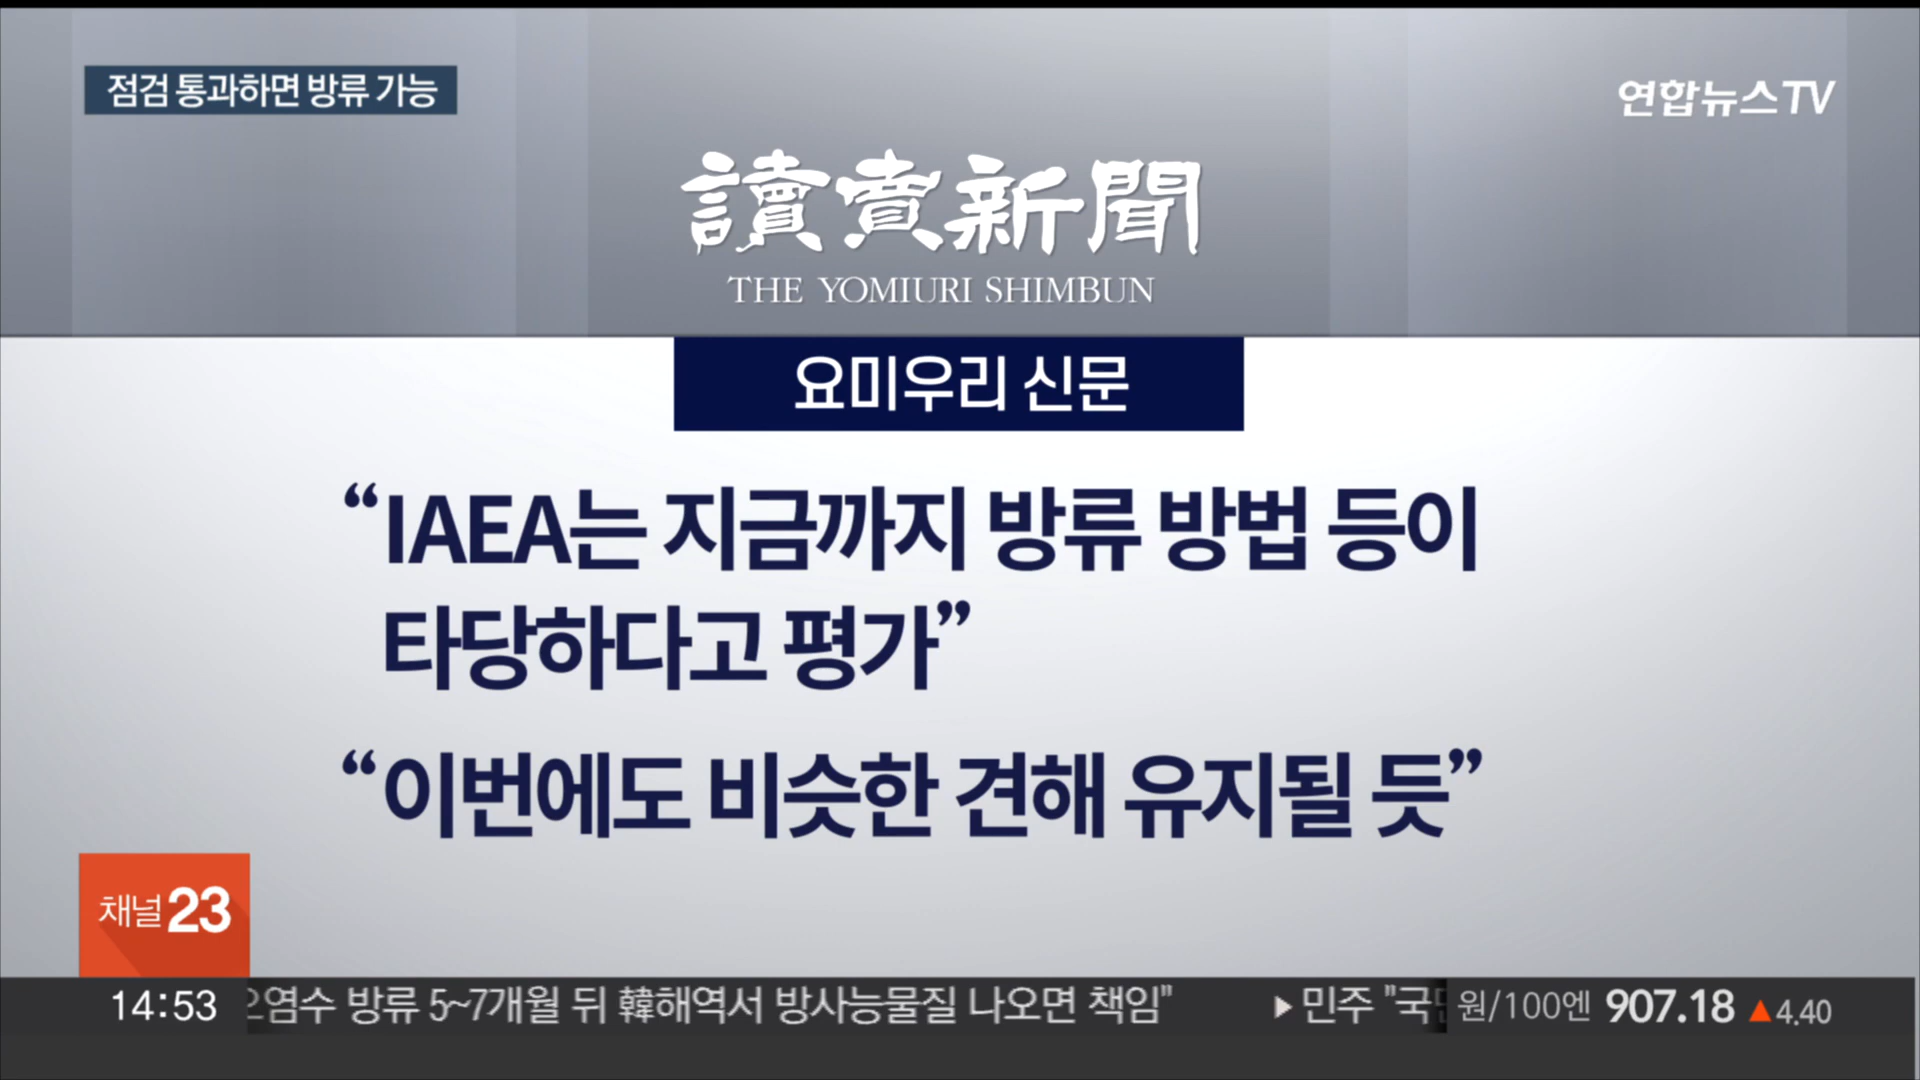 점검 통과하면 방류 가능
연합뉴스TV
讀賣新聞
THE YOMIURI SHIMBUN
요미우리 신문
“IAEA는 지금까지 방류 방법 등이
타당하다고 평가”
“이번에도 비슷한 견해 유지될 듯”
채널 23
14:53 염수 방류 5~7개월 뒤 韓해역서 방사능물질 나오면 책임" ▶민주 "국 원/100엔 907.18 ▲4.40